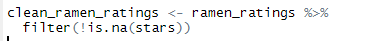 clean_ramen_ratings <- ramen_ratings %>%
  filter(!is.na(stars))